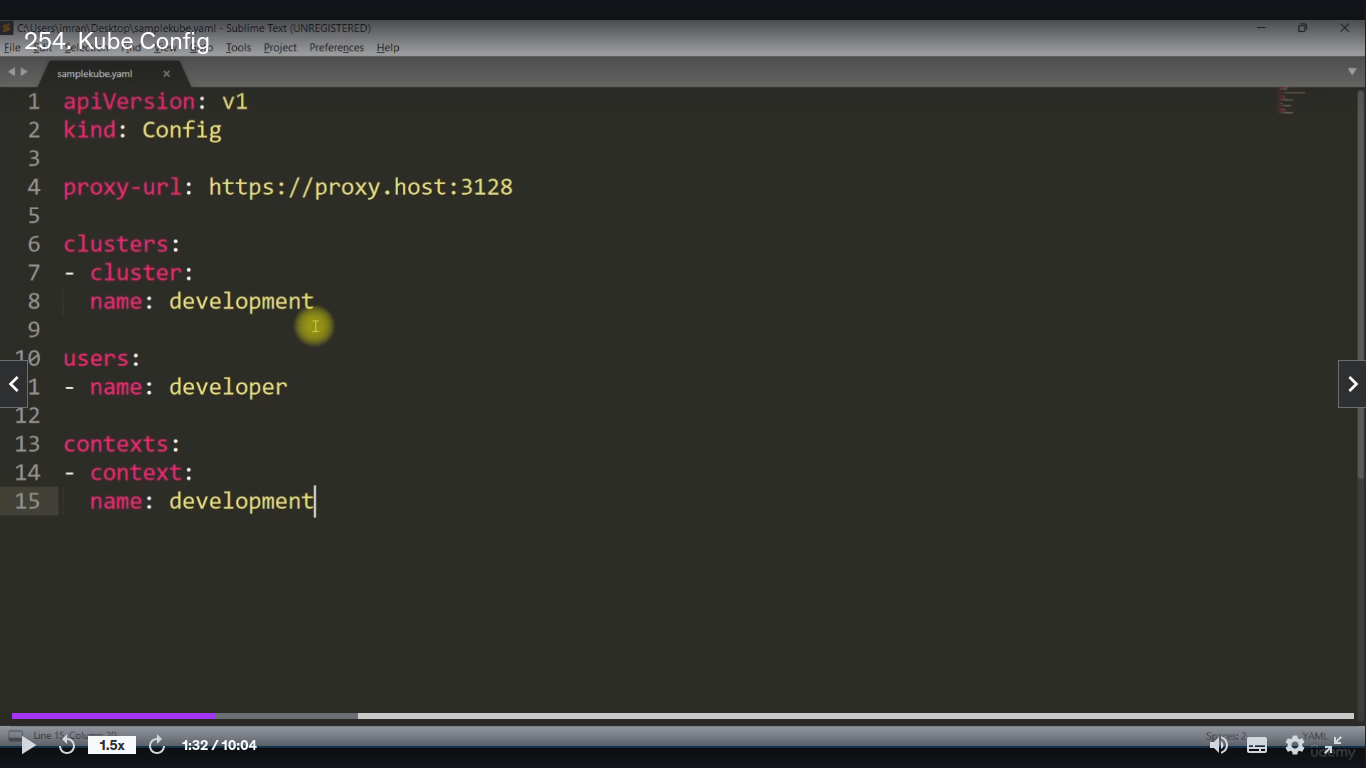 C:\Users\imran\Desktop\samplekube.yaml - Sublime Text (UNREGISTERED)
254. Kube Config
File Tools Project Preferences Help
samplekube.yaml
1 apiVersion: v1
2 kind: Config
3
4 proxy-url: https://proxy.host:3128
5
6 clusters:
7 - cluster:
8 name: development
9
10 users:
1 - name: developer
12
13 contexts:
14 - context:
15 name: development
Line 15, Column 20
Spaces: 2 YAML
1.5x 1:32 / 10:04
ûdemy